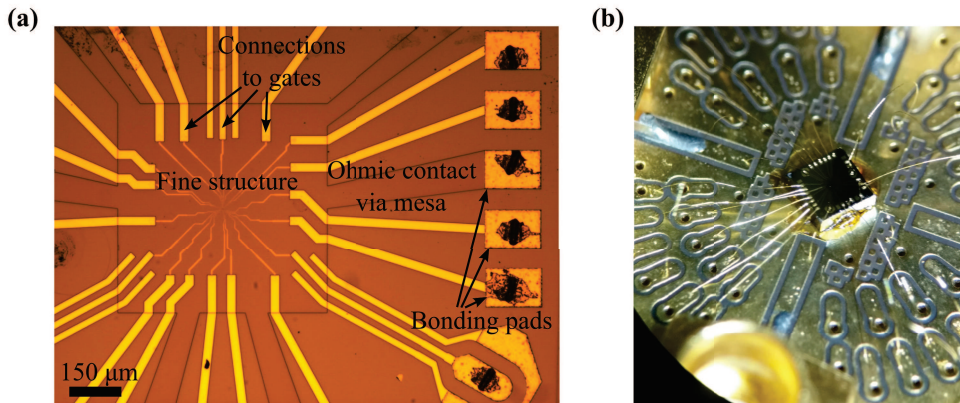 (a)
Connections
to gates
Fine structure
Ohmic contact
via mesa
Bonding pads
150 μm
(b)